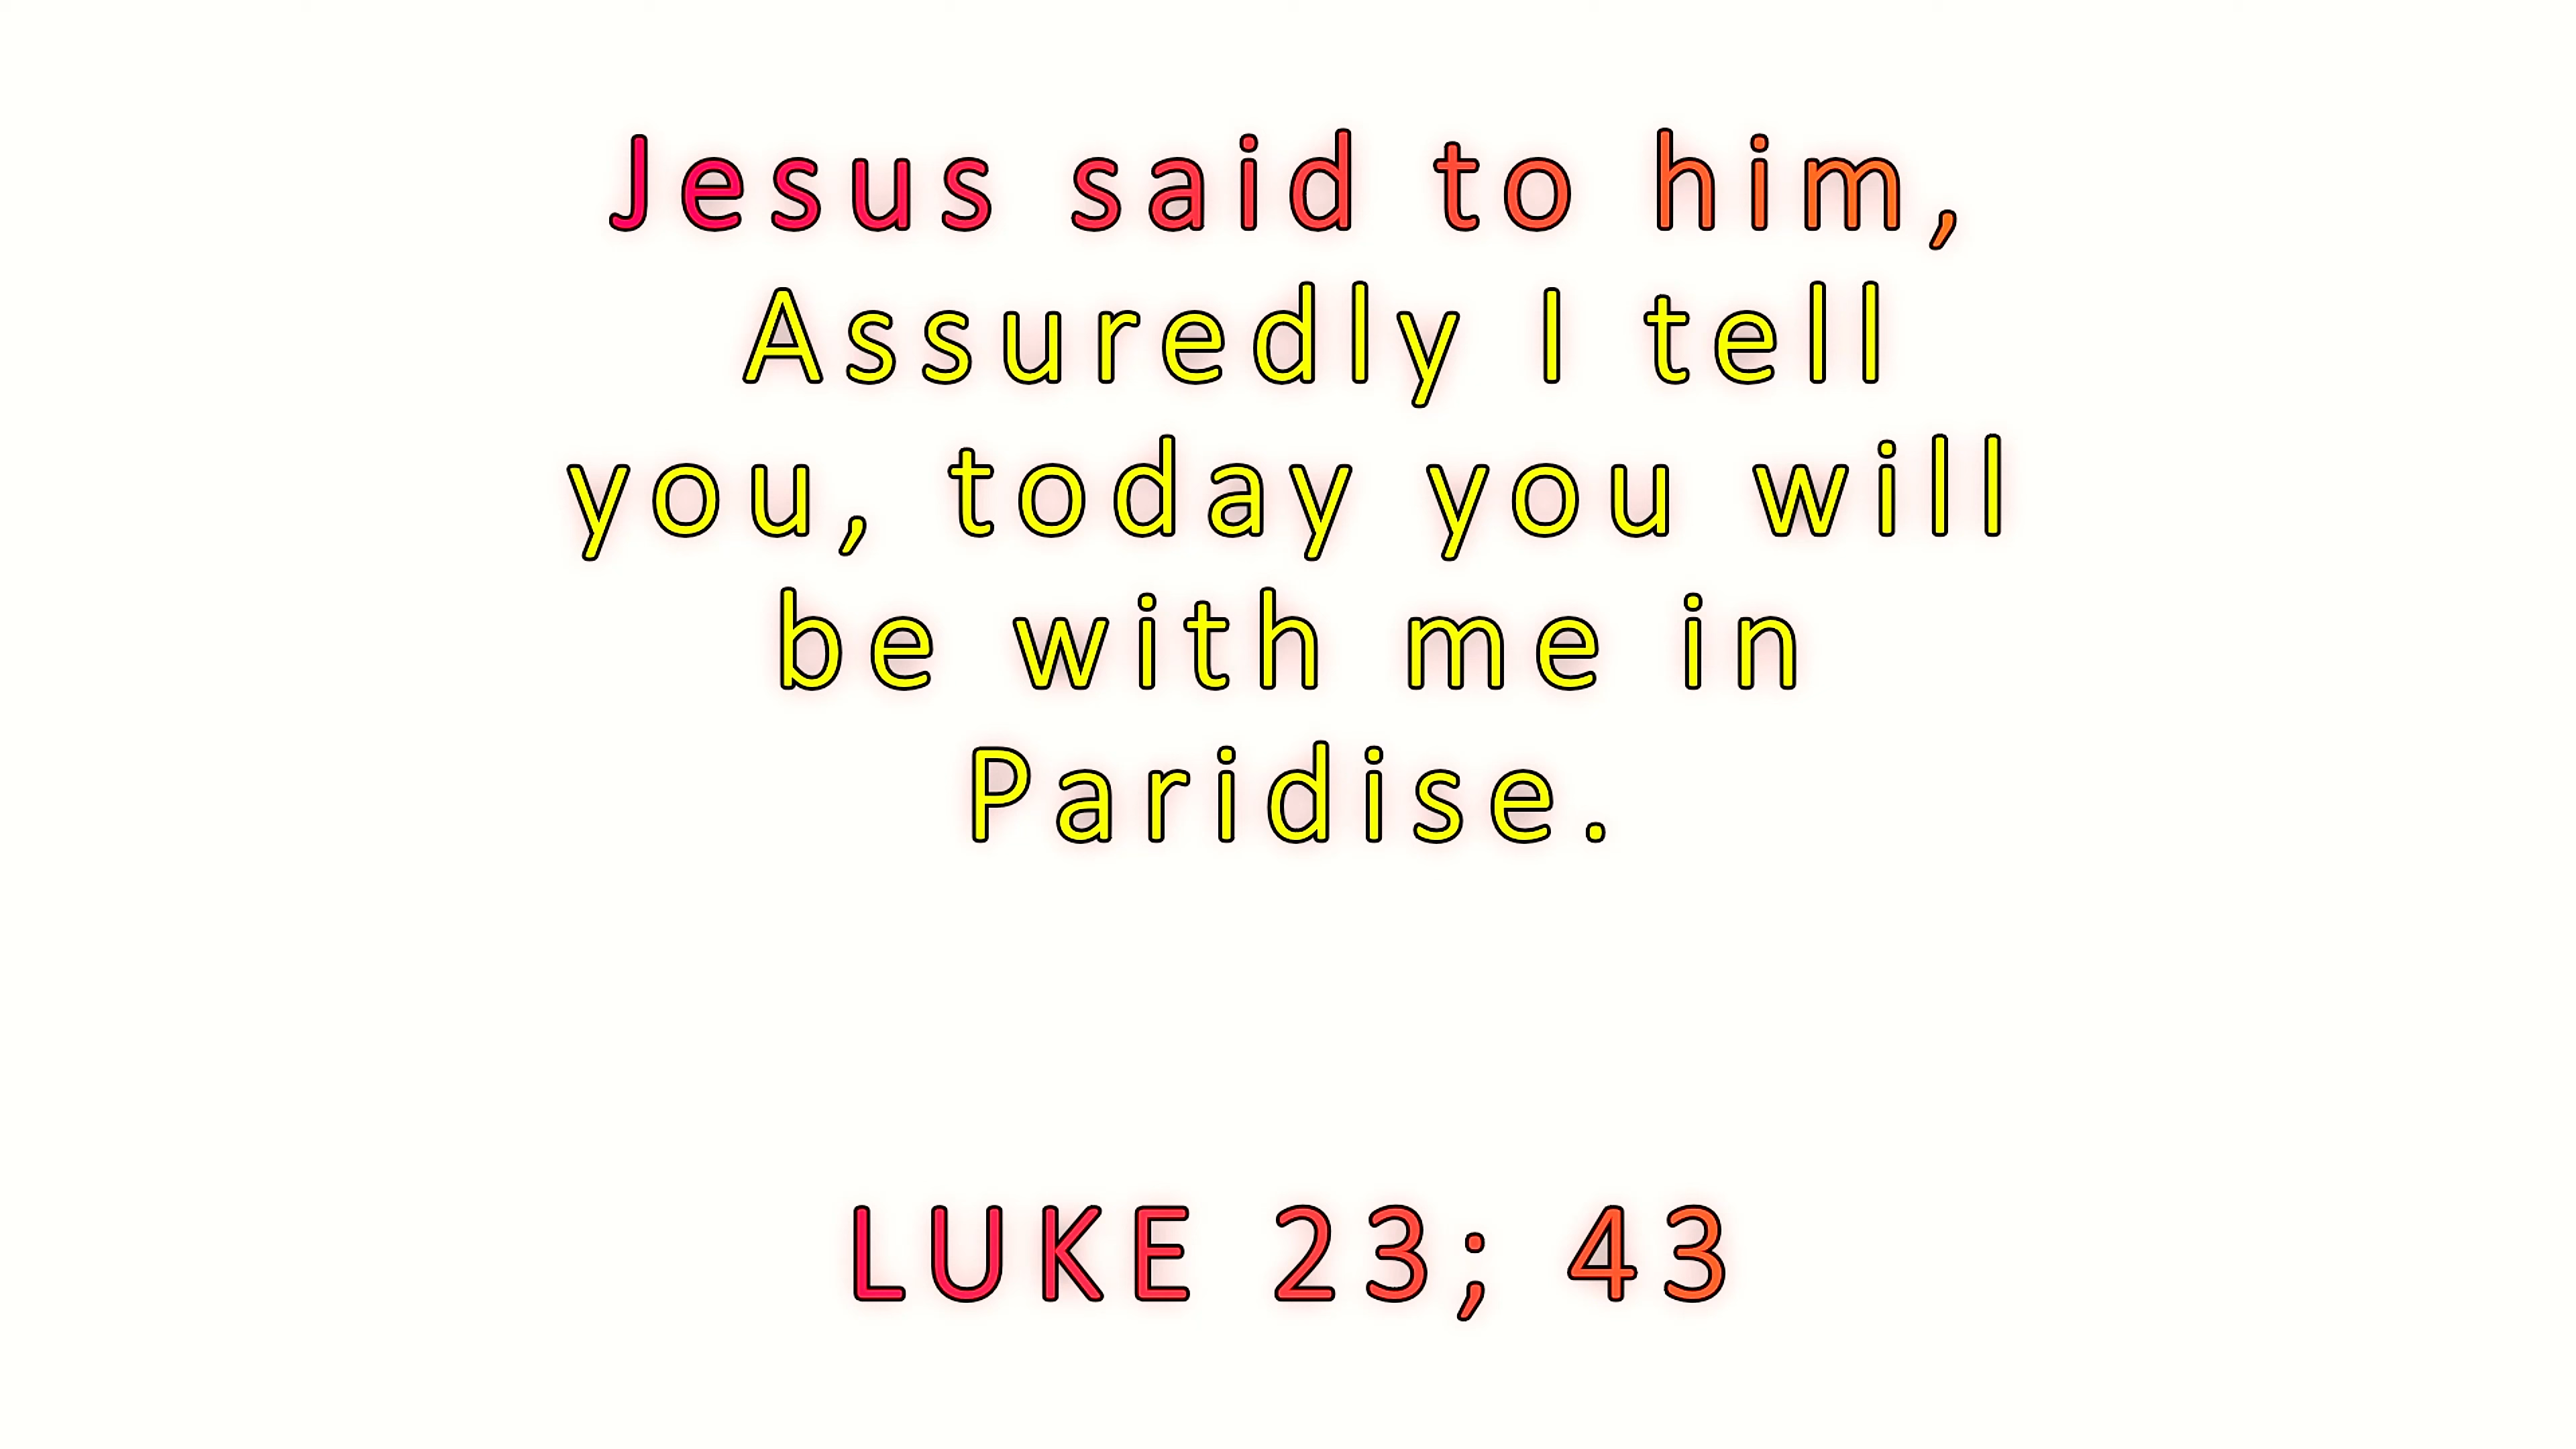 Jesus said to him,
Assuredly I tell
you, today you will
be with me in
Paridise.
LUKE 23; 43